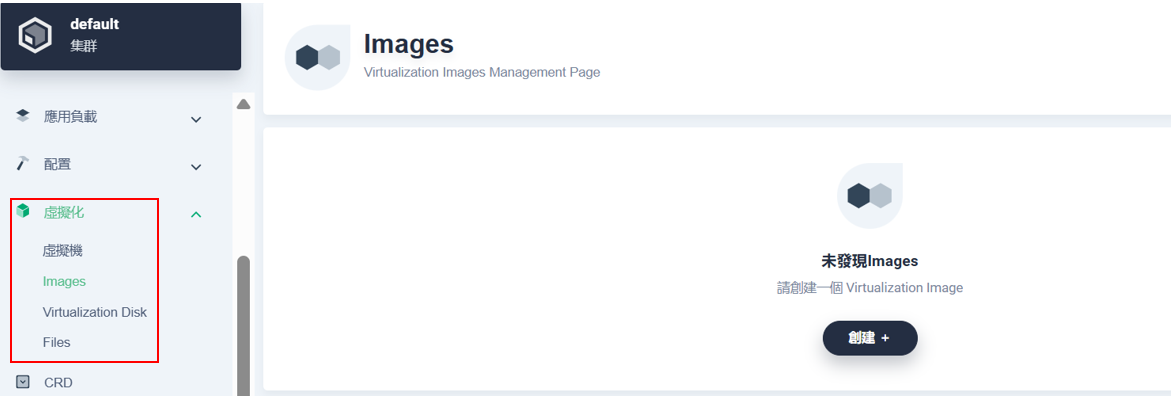 default
集群
應用負載
配置
虛擬化
虛擬機
Images
Virtualization Disk
Files
CRD
Images
Virtualization Images Management Page
未發現Images
請創建一個 Virtualization Image
創建 +